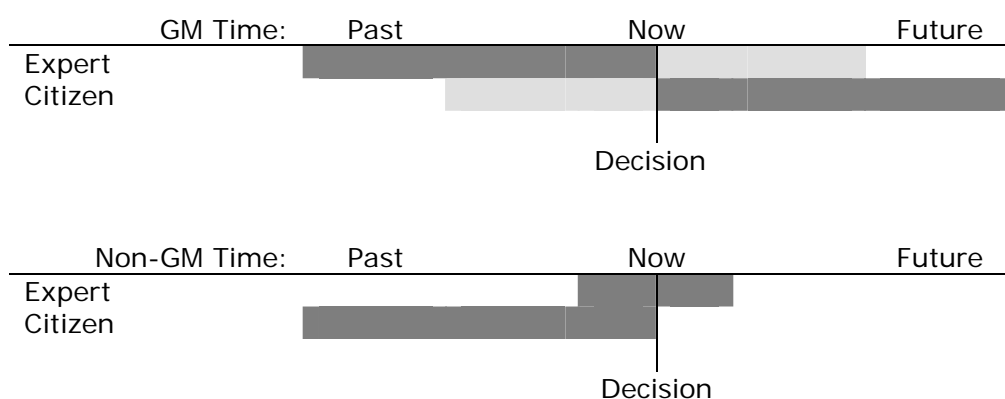 GM Time: Past Now Future
Expert
Citizen
Decision
Non-GM Time: Past Now Future
Expert
Citizen
Decision